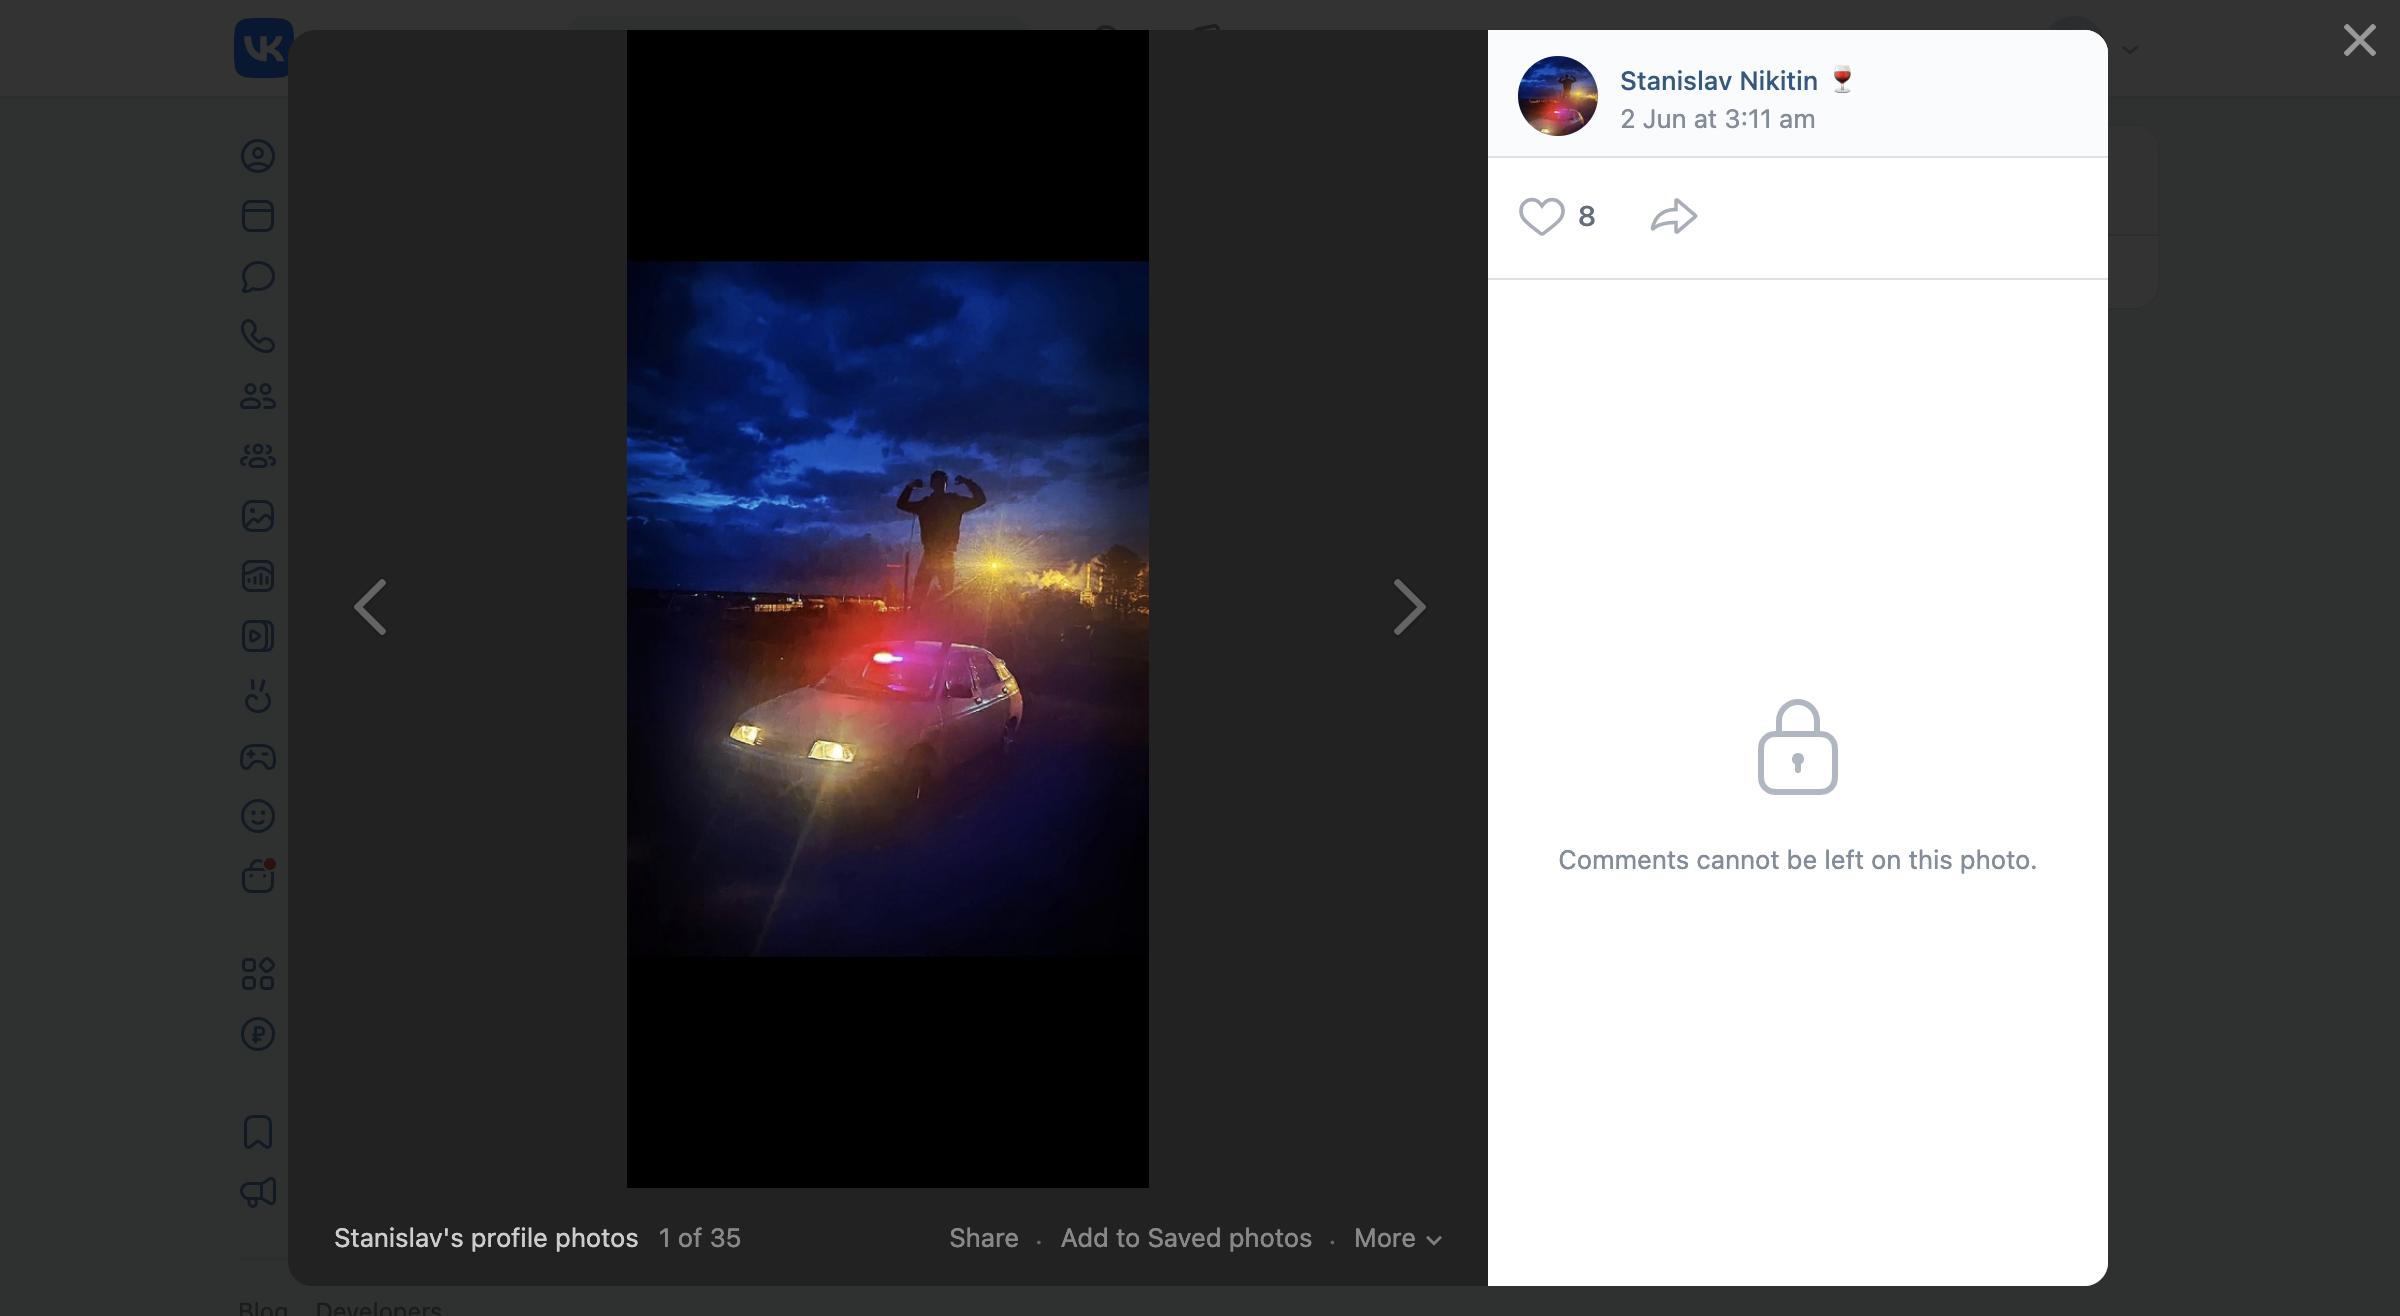 VK
Stanislav Nikitin 🍷
2 Jun at 3:11 am
8
Comments cannot be left on this photo.
Stanislav's profile photos 1 of 35 Share · Add to Saved photos · More
Blog Developers